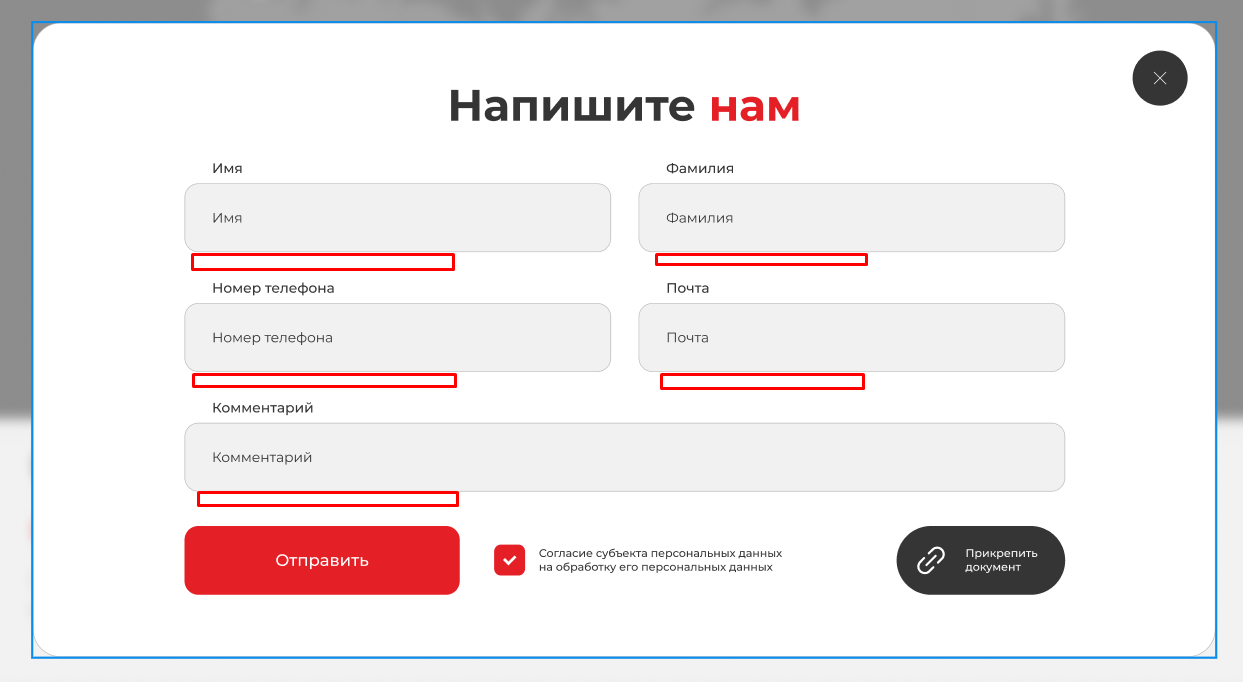 Напишите нам
Имя
Фамилия
Имя
Фамилия
Номер телефона
Почта
Номер телефона
Почта
Комментарий
Комментарий
Отправить
Согласие субъекта персональных данных
на обработку его персональных данных
Прикрепить
документ